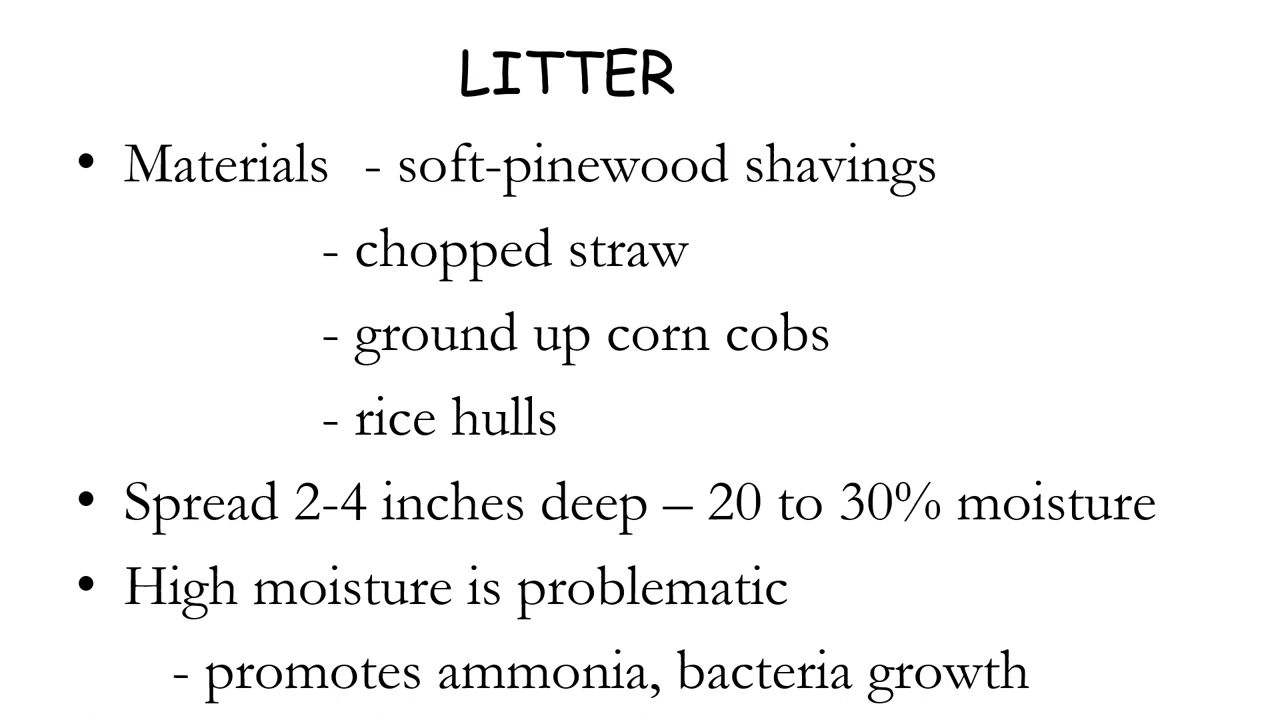 LITTER
• Materials - soft-pinewood shavings
- chopped straw
- ground up corn cobs
- rice hulls
• Spread 2-4 inches deep – 20 to 30% moisture
• High moisture is problematic
- promotes ammonia, bacteria growth